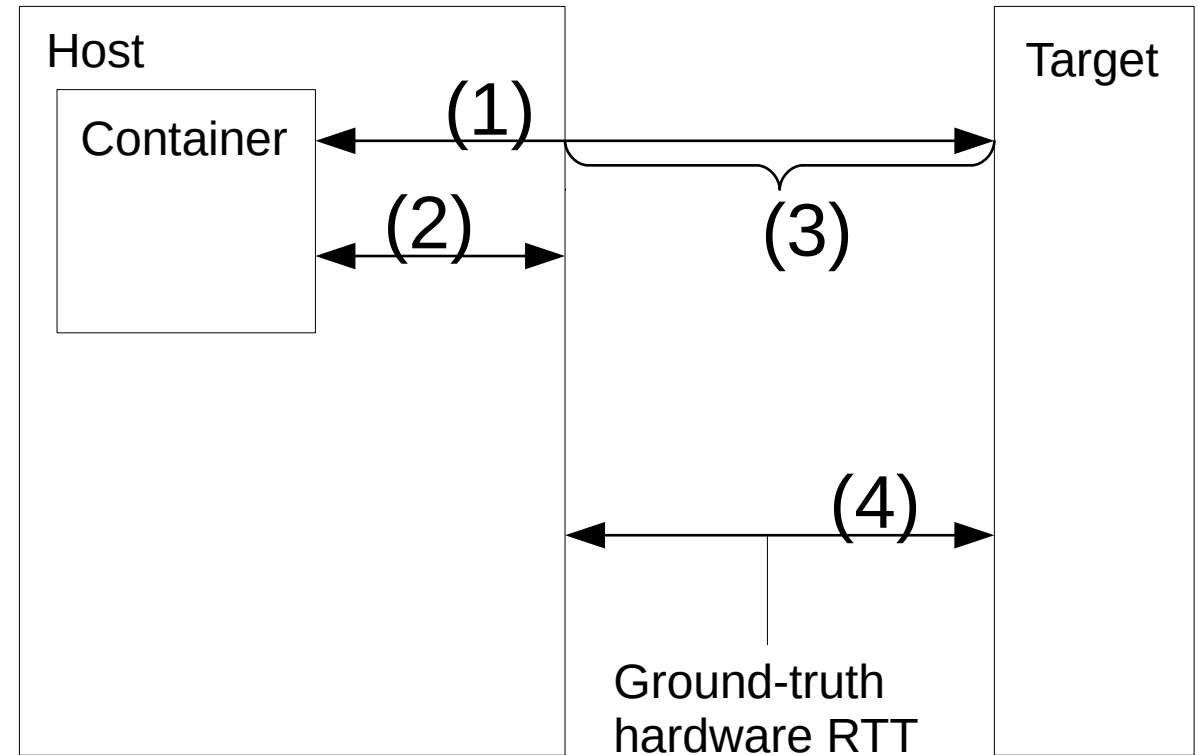 Host
Target
Container
(1)
(2)
(3)
(4)
Ground-truth
hardware RTT